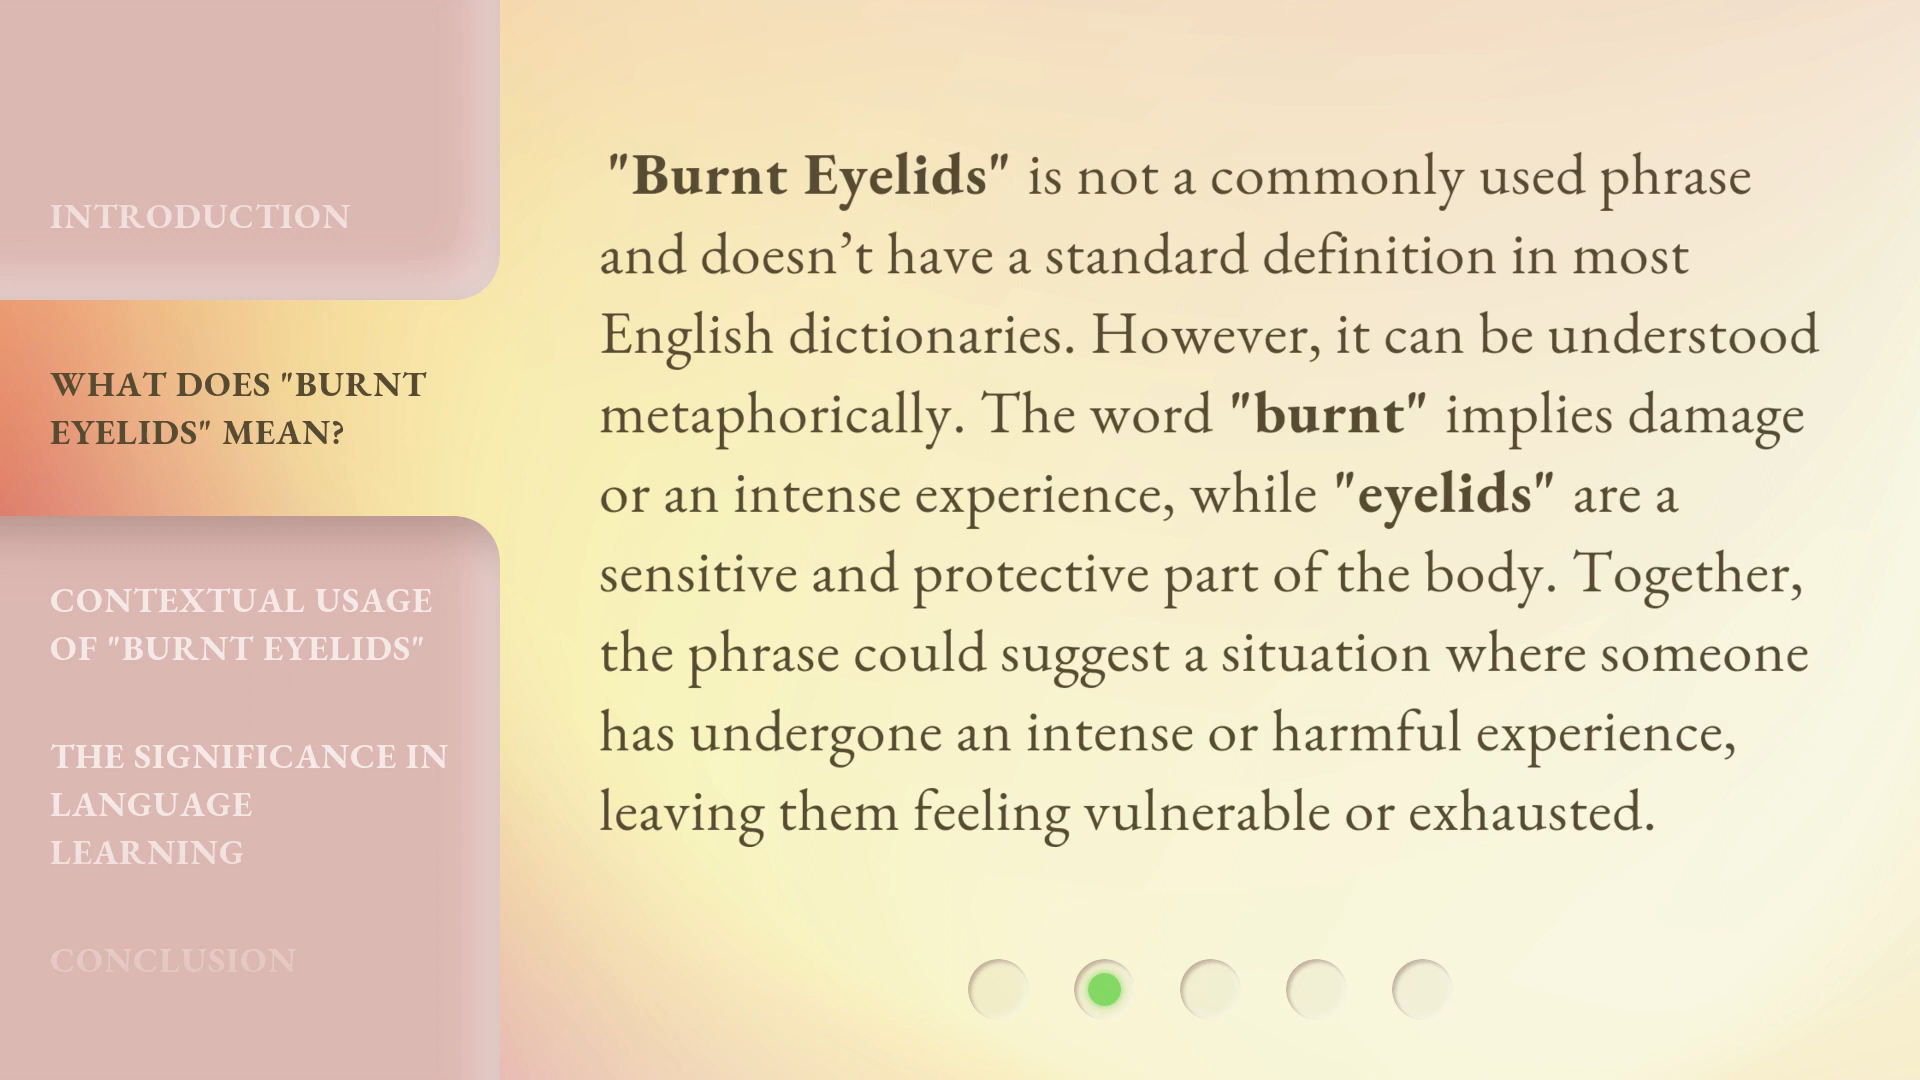 INTRODUCTION
WHAT DOES "BURNT
EYELIDS" MEAN?
CONTEXTUAL USAGE
OF "BURNT EYELIDS"
THE SIGNIFICANCE IN
LANGUAGE
LEARNING
CONCLUSION
"Burnt Eyelids" is not a commonly used phrase
and doesn’t have a standard definition in most
English dictionaries. However, it can be understood
metaphorically. The word "burnt" implies damage
or an intense experience, while "eyelids" are a
sensitive and protective part of the body. Together,
the phrase could suggest a situation where someone
has undergone an intense or harmful experience,
leaving them feeling vulnerable or exhausted.